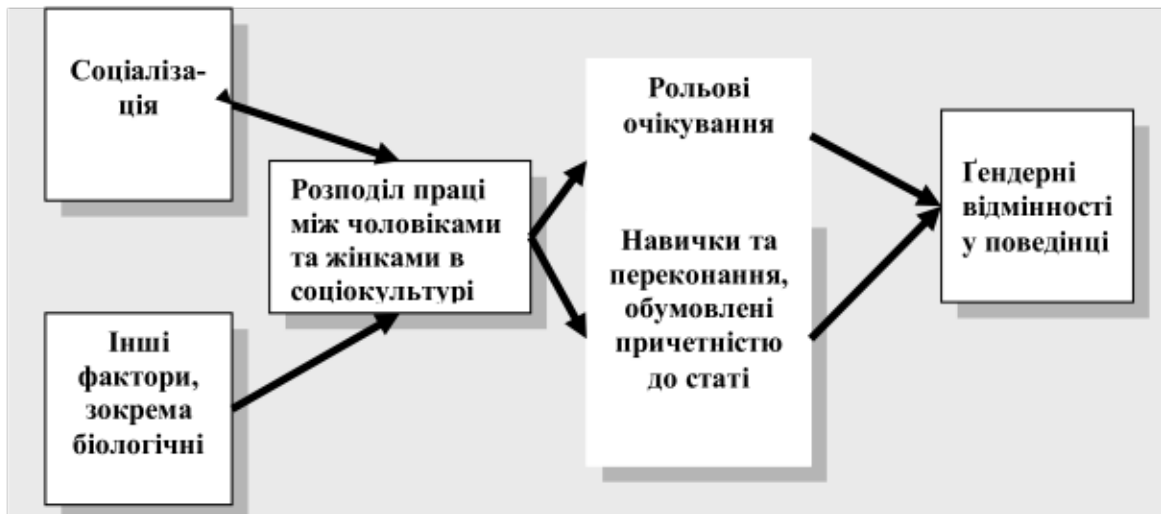 Соціаліза-
ція
Інші
фактори,
зокрема
біологічні
Розподіл праці
між чоловіками
та жінками в
соціокультурі
Рольові
очікування
Навички та
переконання,
обумовлені
причетністю
до статі
Ґендерні
відмінності
у поведінці